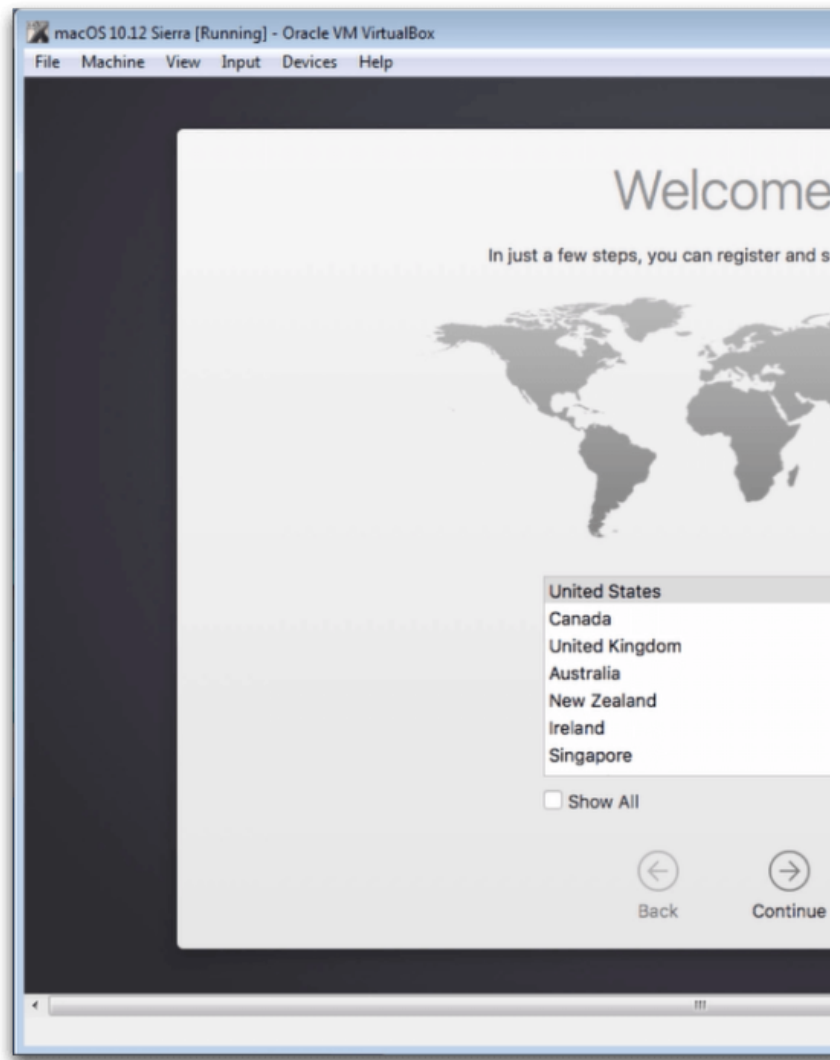 macOS 10.12 Sierra [Running] - Oracle VM VirtualBox
File Machine View Input Devices Help
Welcome
In just a few steps, you can register and s
United States
Canada
United Kingdom
Australia
New Zealand
Ireland
Singapore
Show All
Back Continue